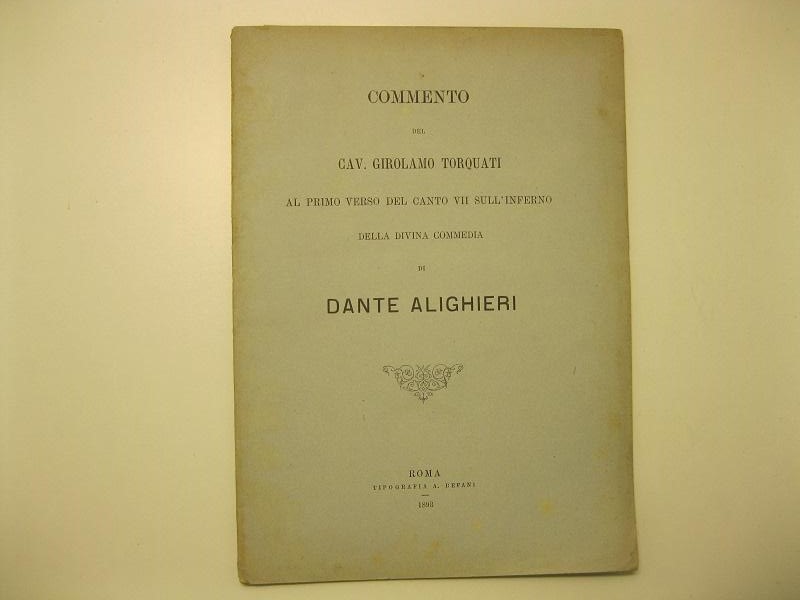 COMMENTO
DEL
CAV. GIROLAMO TORQUATI
AL PRIMO VERSO DEL CANTO VII SULL'INFERNO
DELLA DIVINA COMMEDIA
DI
DANTE ALIGHIERI
ROMA
TIPOGRAFIA A. BEFANI
—
1893